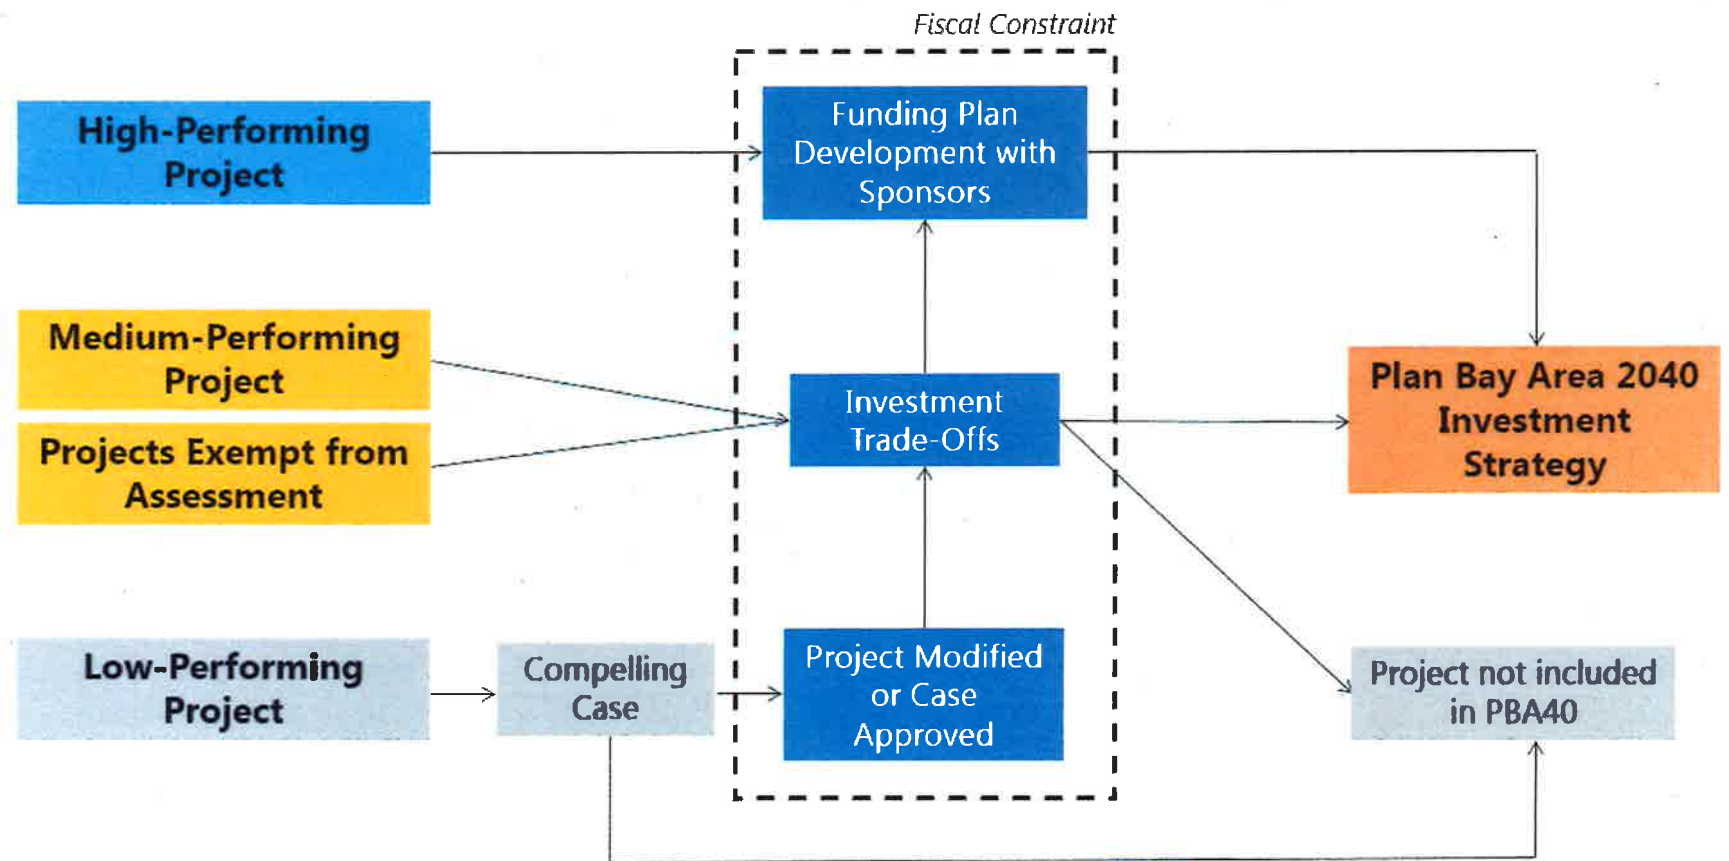 Fiscal Constraint
High-Performing
Project
Funding Plan
Development with
Sponsors
Medium-Performing
Project
Projects Exempt from
Assessment
Investment
Trade-Offs
Plan Bay Area 2040
Investment
Strategy
Low-Performing
Project
Compelling
Case
Project Modified
or Case
Approved
Project not included
in PBA40